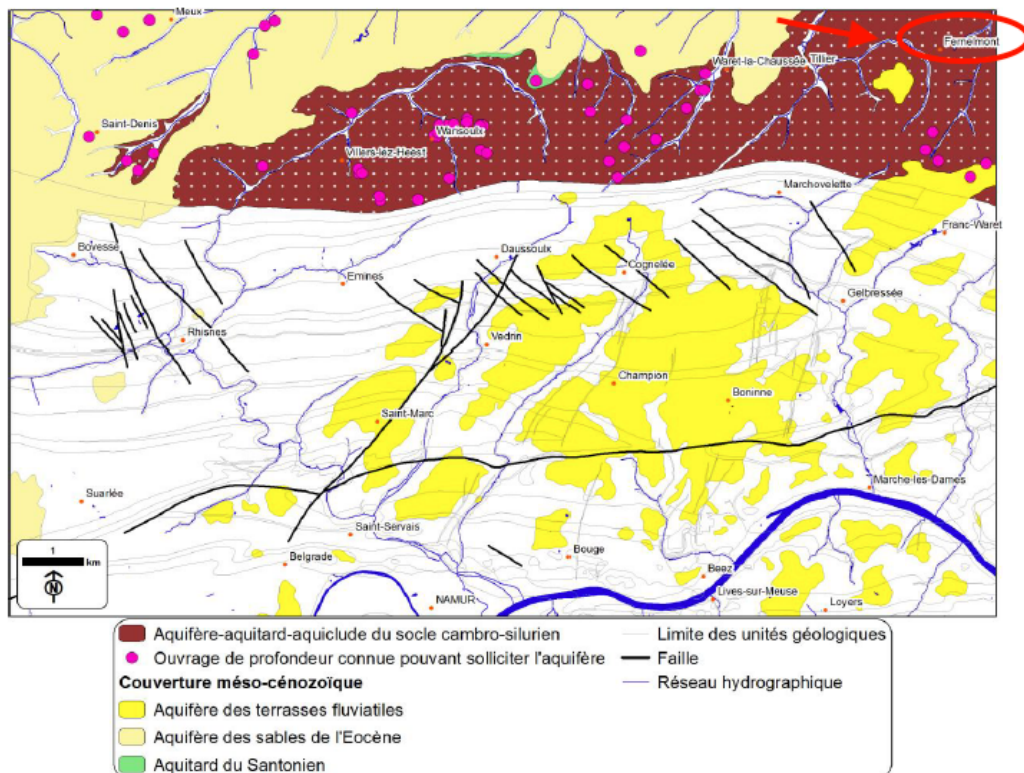 Meux
Fernelmont
Waret-la-Chaussée
Tillier
Saint-Denis
Wansoulx
Villers-lez-Heest
Marchovelette
Franc-Waret
Bovesse
Daussoulx
Emines
Cognelée
Gelbressée
Rhisnes
Vedrin
Champion
Boninne
Saint-Marc
Suarlée
Marche-les-Dames
Saint-Servais
Belgrade
Bouge
Beez
Lives-sur-Meuse
NAMUR
Loyers
1
km
N
Aquifère-aquitard-aquiclude du socle cambro-silurien
Ouvrage de profondeur connue pouvant solliciter l'aquifère
Couverture méso-cénozoïque
Aquifère des terrasses fluviatiles
Aquifère des sables de l'Eocène
Aquitard du Santonien
Limite des unités géologiques
Faille
Réseau hydrographique